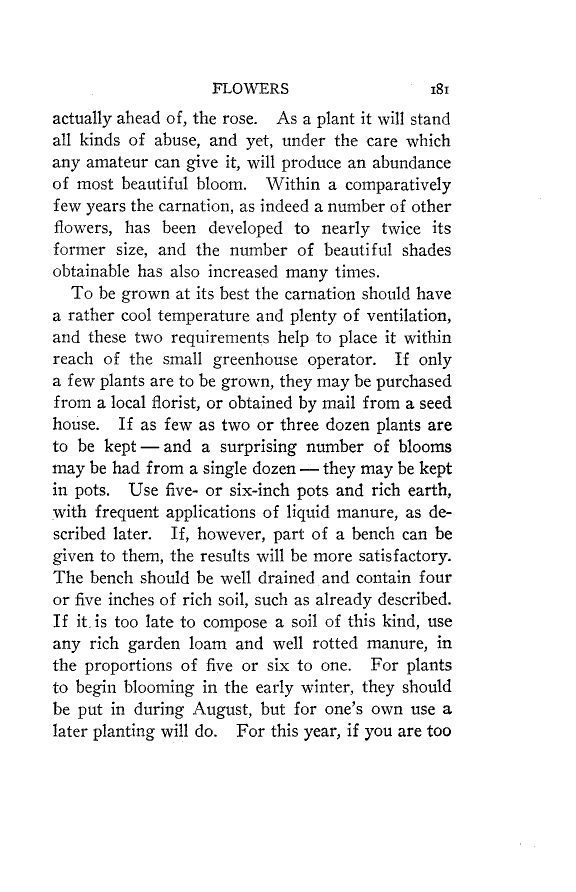 FLOWERS 181
actually ahead of, the rose. As a plant it will stand
all kinds of abuse, and yet, under the care which
any amateur can give it, will produce an abundance
of most beautiful bloom. Within a comparatively
few years the carnation, as indeed a number of other
flowers, has been developed to nearly twice its
former size, and the number of beautiful shades
obtainable has also increased many times.
To be grown at its best the carnation should have
a rather cool temperature and plenty of ventilation,
and these two requirements help to place it within
reach of the small greenhouse operator. If only
a few plants are to be grown, they may be purchased
from a local florist, or obtained by mail from a seed
house. If as few as two or three dozen plants are
to be kept — and a surprising number of blooms
may be had from a single dozen — they may be kept
in pots. Use five- or six-inch pots and rich earth,
with frequent applications of liquid manure, as de-
scribed later. If, however, part of a bench can be
given to them, the results will be more satisfactory.
The bench should be well drained and contain four
or five inches of rich soil, such as already described.
If it is too late to compose a soil of this kind, use
any rich garden loam and well rotted manure, in
the proportions of five or six to one. For plants
to begin blooming in the early winter, they should
be put in during August, but for one's own use a
later planting will do. For this year, if you are too